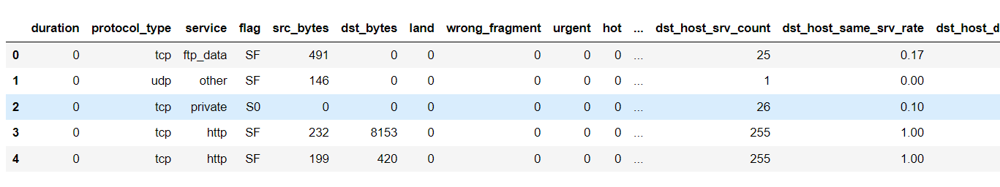 duration protocol_type service flag src_bytes dst_bytes land wrong_fragment urgent hot ... dst_host_srv_count dst_host_same_srv_rate dst_host_d
0 0 tcp ftp_data SF 491 0 0 0 0 0 ... 25 0.17
1 0 udp other SF 146 0 0 0 0 0 ... 1 0.00
2 0 tcp private S0 0 0 0 0 0 0 ... 26 0.10
3 0 tcp http SF 232 8153 0 0 0 0 ... 255 1.00
4 0 tcp http SF 199 420 0 0 0 0 ... 255 1.00